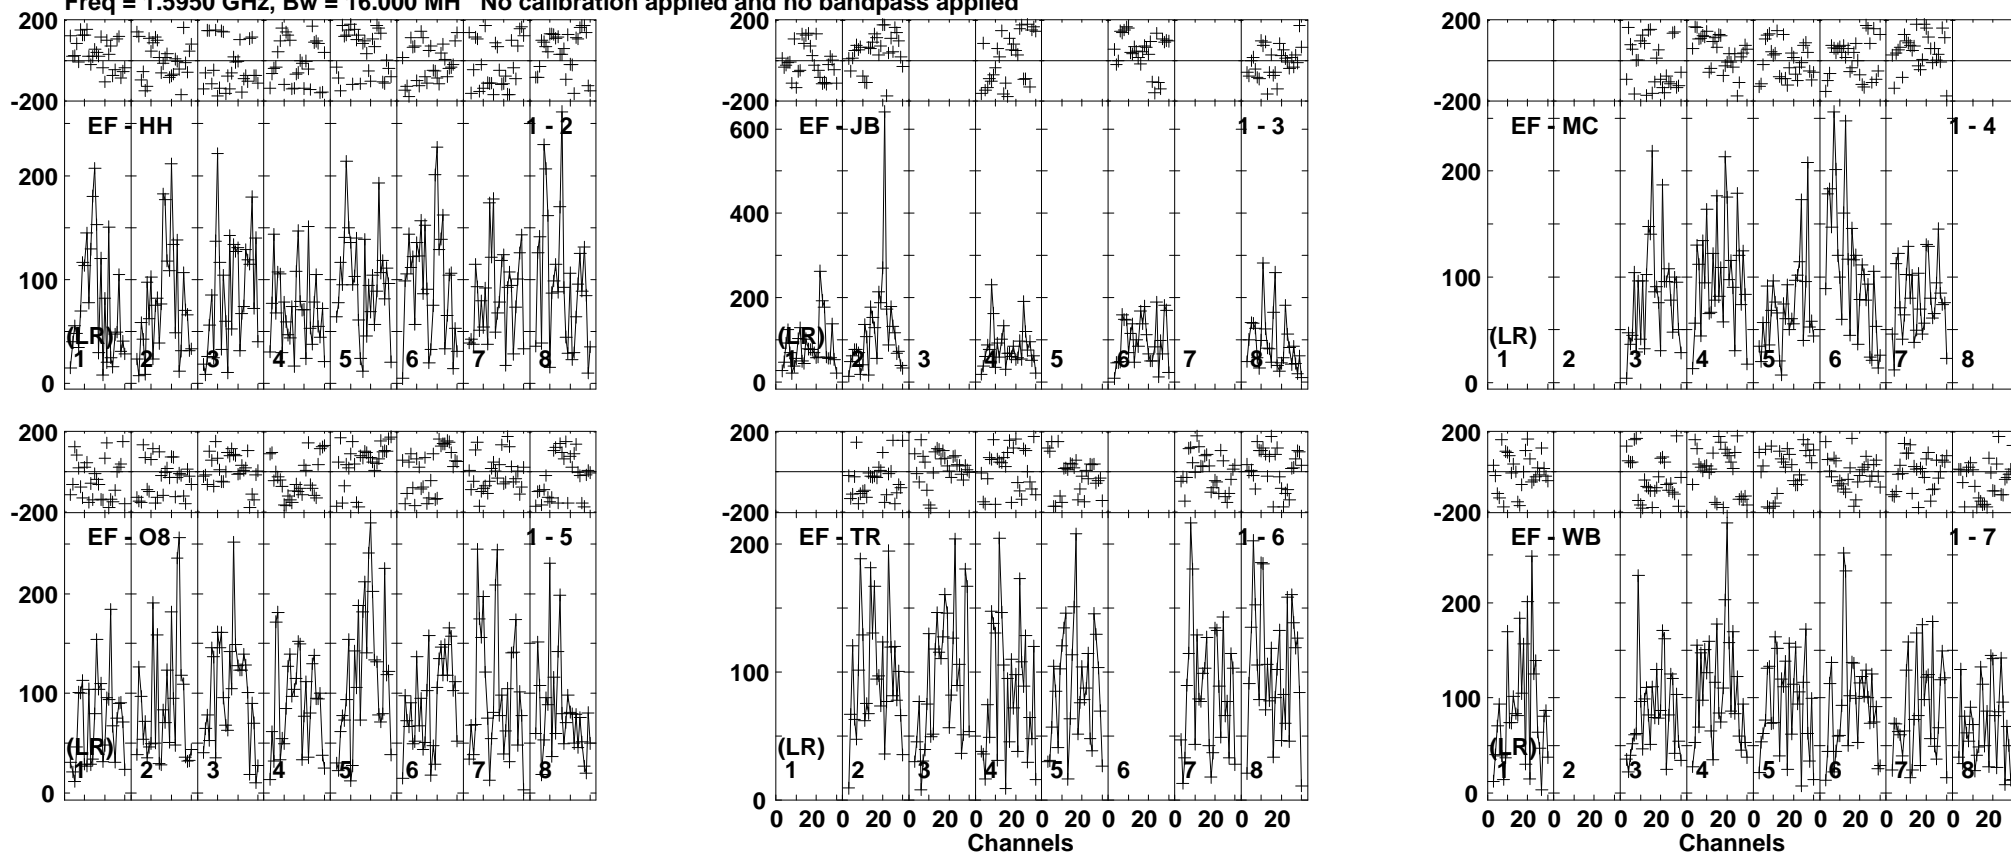 Freq = 1.5950 GHz, Bw = 16.000 MH No calibration applied and no bandpass applied
200
-200
EF - HH
1 - 2
200
100
0
(LR)
1 2 3 4 5 6 7 8
200
-200
EF - JB
1 - 3
600
400
200
0
(LR)
1 2 3 4 5 6 7 8
200
-200
EF - MC
1 - 4
200
100
0
(LR)
1 2 3 4 5 6 7 8
200
-200
EF - O8
1 - 5
200
100
0
(LR)
1 2 3 4 5 6 7 8
200
-200
EF - TR
1 - 6
200
100
0
(LR)
1 2 3 4 5 6 7 8
0 20 0 20 0 20 0 20 0 20 0 20 0 20 0 20
Channels
200
-200
EF - WB
1 - 7
200
100
0
(LR)
1 2 3 4 5 6 7 8
0 20 0 20 0 20 0 20 0 20 0 20 0 20 0 20
Channels